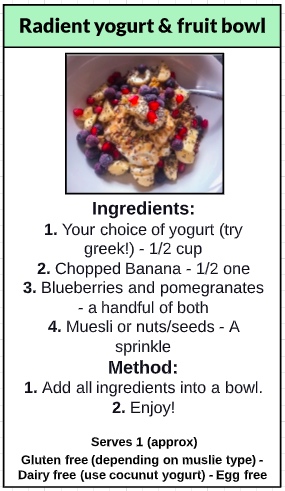 Radient yogurt & fruit bowl
Ingredients:
1. Your choice of yogurt (try
greek!) - 1/2 cup
2. Chopped Banana - 1/2 one
3. Blueberries and pomegranates
- a handful of both
4. Muesli or nuts/seeds - A
sprinkle
Method:
1. Add all ingredients into a bowl.
2. Enjoy!
Serves 1 (approx)
Gluten free (depending on muslie type) -
Dairy free (use cocunut yogurt) - Egg free